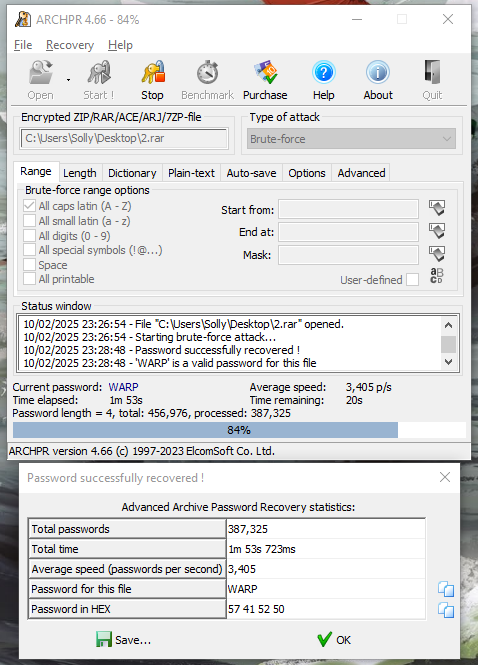 ARCHPR 4.66 - 84%
File Recovery Help
Open Start ! Stop Benchmark Purchase Help About Quit
Encrypted ZIP/RAR/ACE/ARJ/7ZP-file
C:\Users\Solly\Desktop\2.rar
Type of attack
Brute-force
Range Length Dictionary Plain-text Auto-save Options Advanced
Brute-force range options
All caps latin (A - Z)
All small latin (a - z)
All digits (0 - 9)
All special symbols (!@...)
Space
All printable
Start from:
End at:
Mask:
User-defined
Status window
10/02/2025 23:26:54 - File "C:\Users\Solly\Desktop\2.rar" opened.
10/02/2025 23:26:54 - Starting brute-force attack...
10/02/2025 23:28:48 - Password successfully recovered !
10/02/2025 23:28:48 - 'WARP' is a valid password for this file
Current password: WARP Average speed: 3,405 p/s
Time elapsed: 1m 53s Time remaining: 20s
Password length = 4, total: 456,976, processed: 387,325
84%
ARCHPR version 4.66 (c) 1997-2023 ElcomSoft Co. Ltd.
Password successfully recovered !
Advanced Archive Password Recovery statistics:
Total passwords 387,325
Total time 1m 53s 723ms
Average speed (passwords per second) 3,405
Password for this file WARP
Password in HEX 57 41 52 50
Save... OK